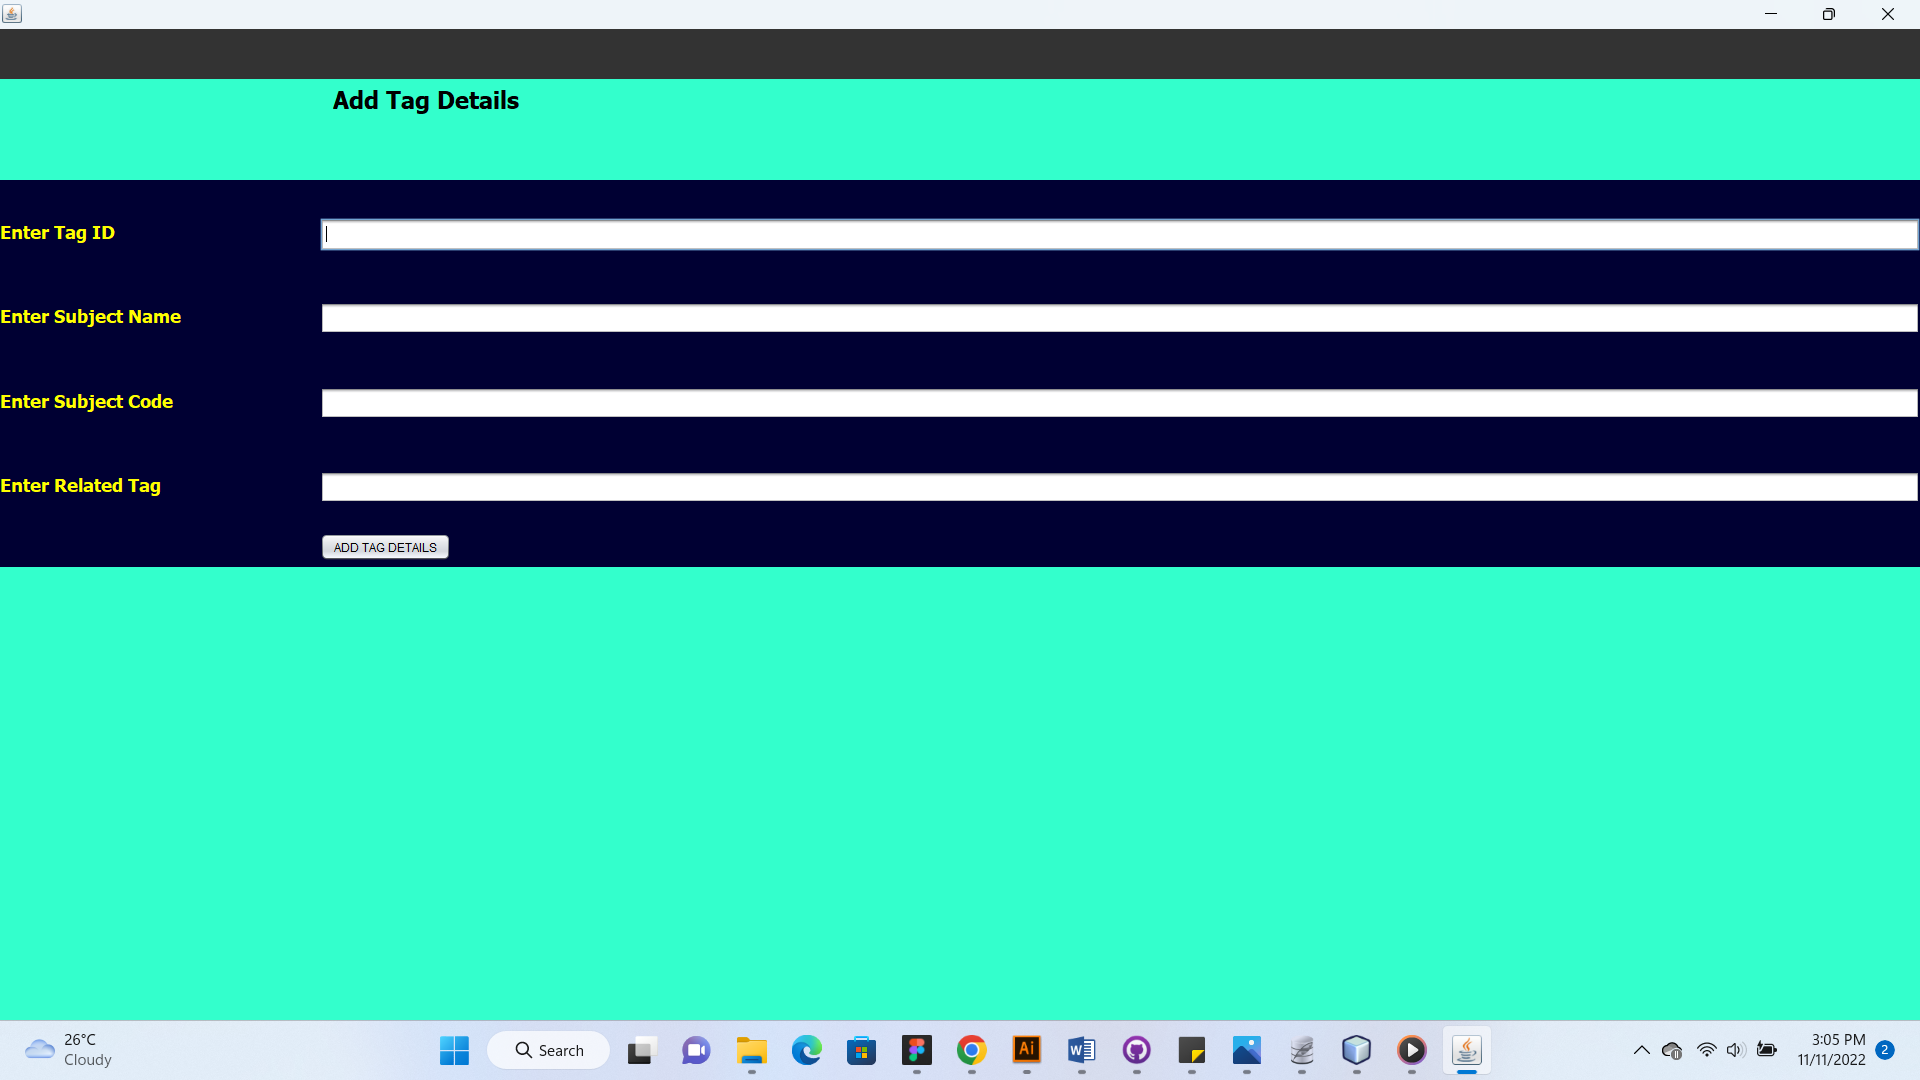 Add Tag Details
Enter Tag ID
Enter Subject Name
Enter Subject Code
Enter Related Tag
ADD TAG DETAILS
26°C
Cloudy
Search
Ai
W
3:05 PM
11/11/2022
2